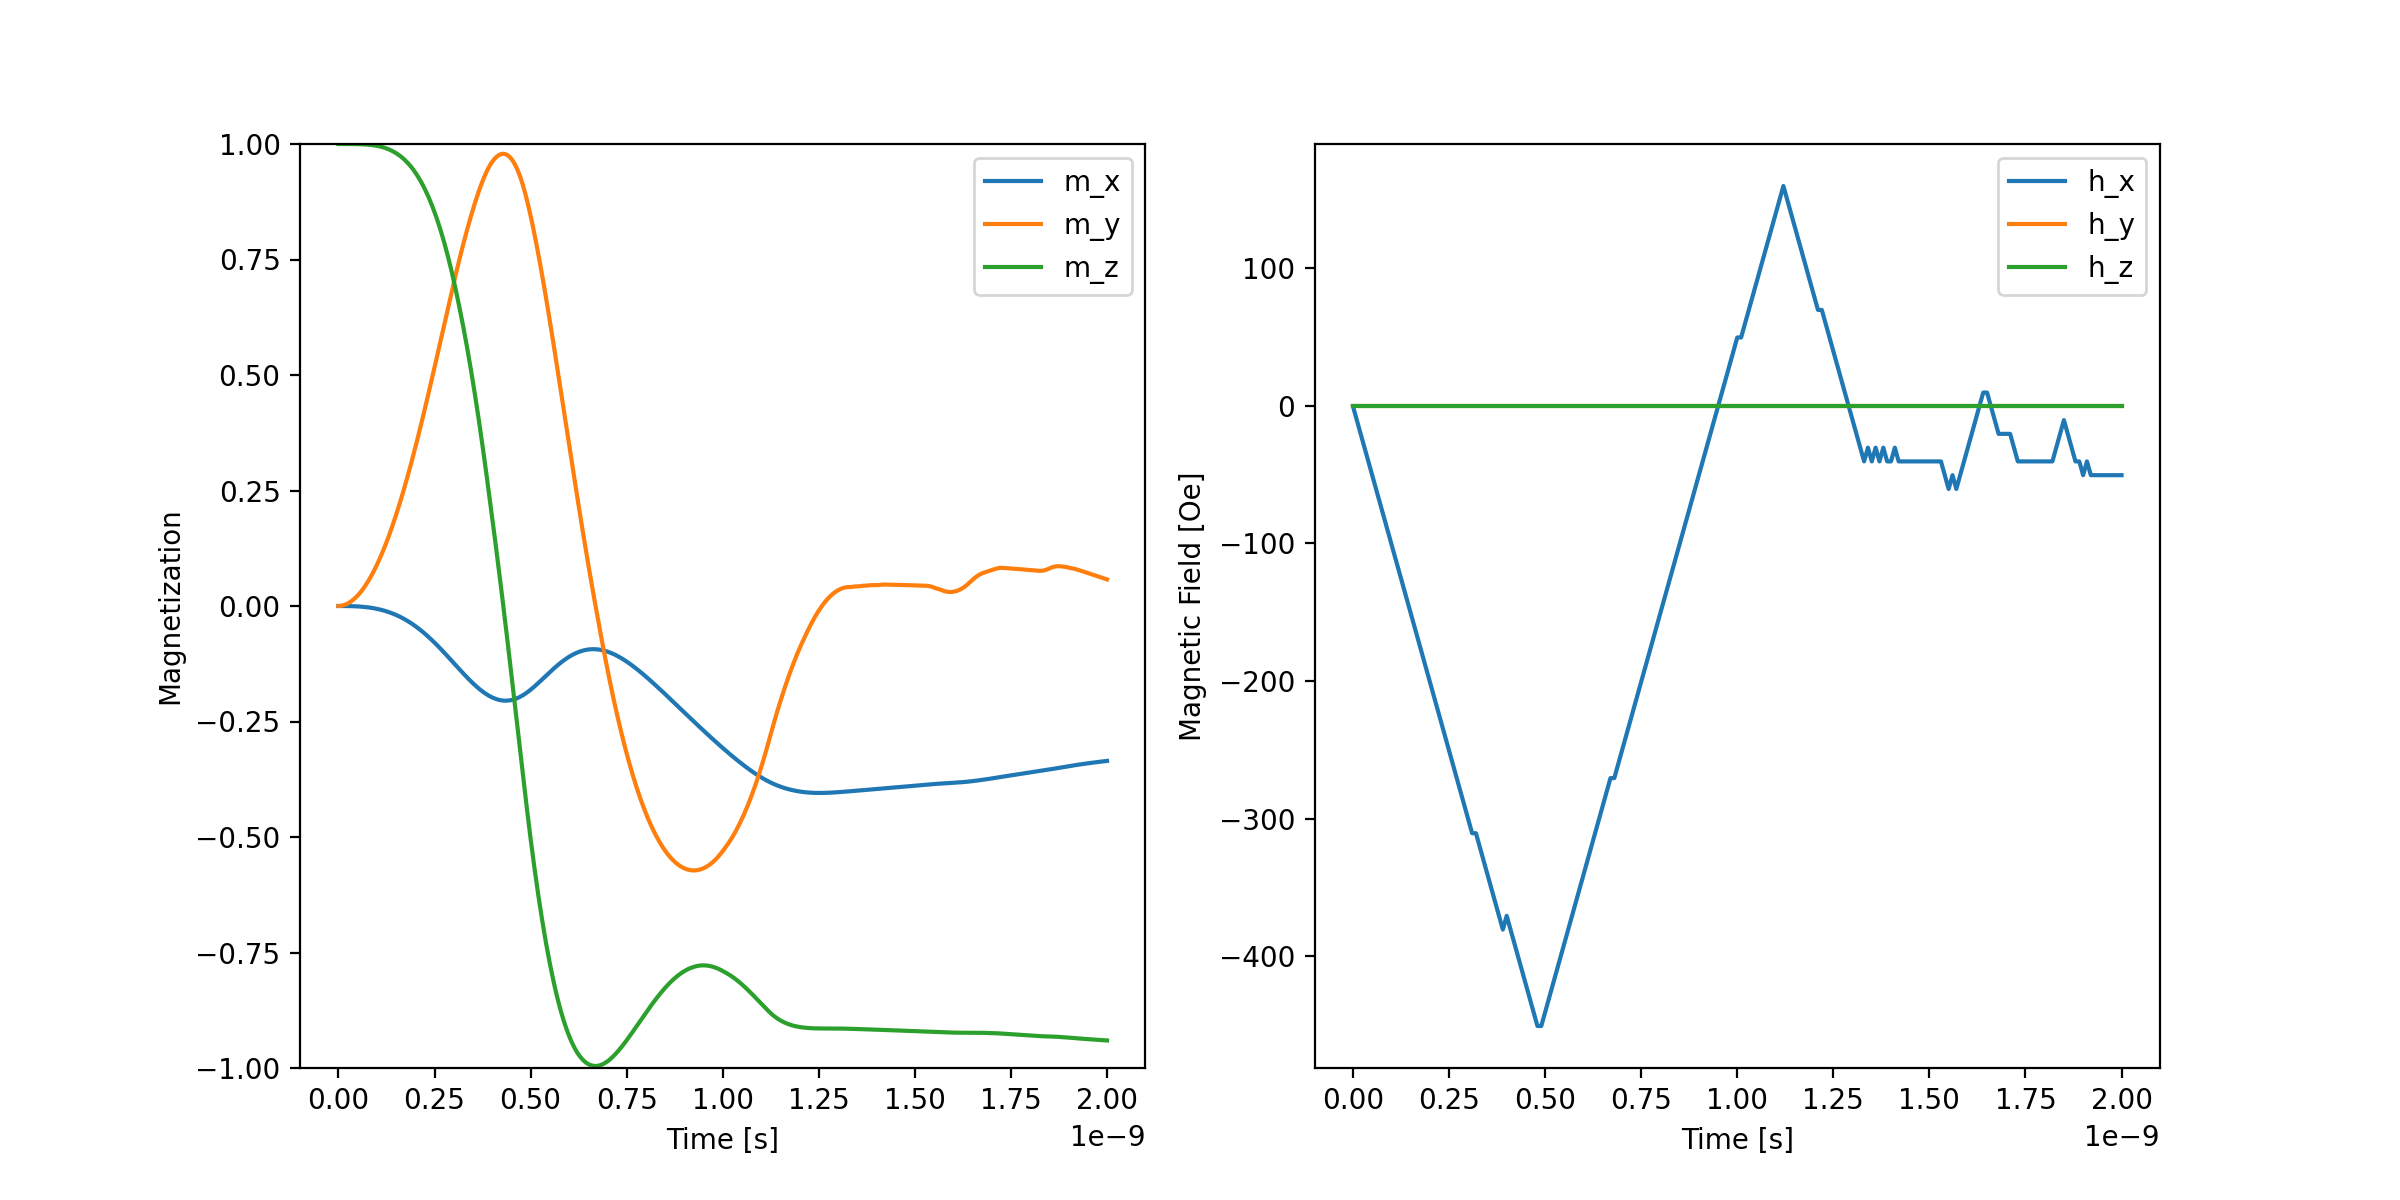 1.00
0.75
0.50
0.25
0.00
−0.25
−0.50
−0.75
−1.00
Magnetization
0.00 0.25 0.50 0.75 1.00 1.25 1.50 1.75 2.00
1e−9
Time [s]
m_x
m_y
m_z
100
0
−100
−200
−300
−400
Magnetic Field [Oe]
0.00 0.25 0.50 0.75 1.00 1.25 1.50 1.75 2.00
1e−9
Time [s]
h_x
h_y
h_z